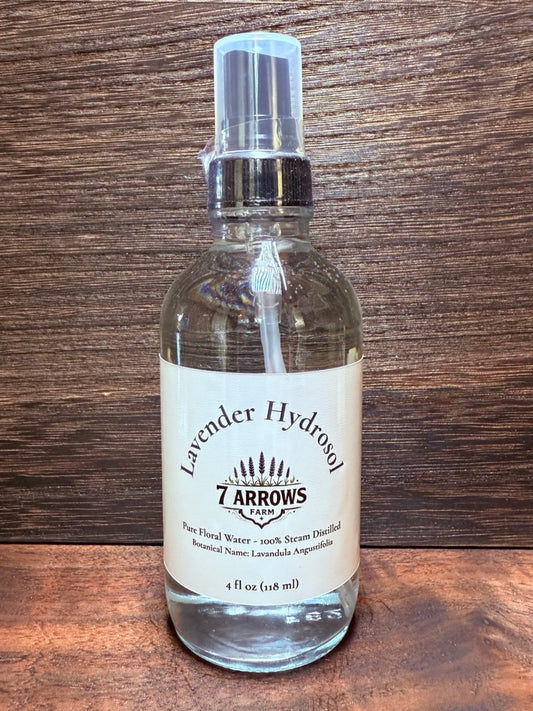 Lavender Hydrosol
7 ARROWS
FARM
Pure Floral Water - 100% Steam Distilled
Botanical Name: Lavandula Angustifolia
4 fl oz (118 ml)